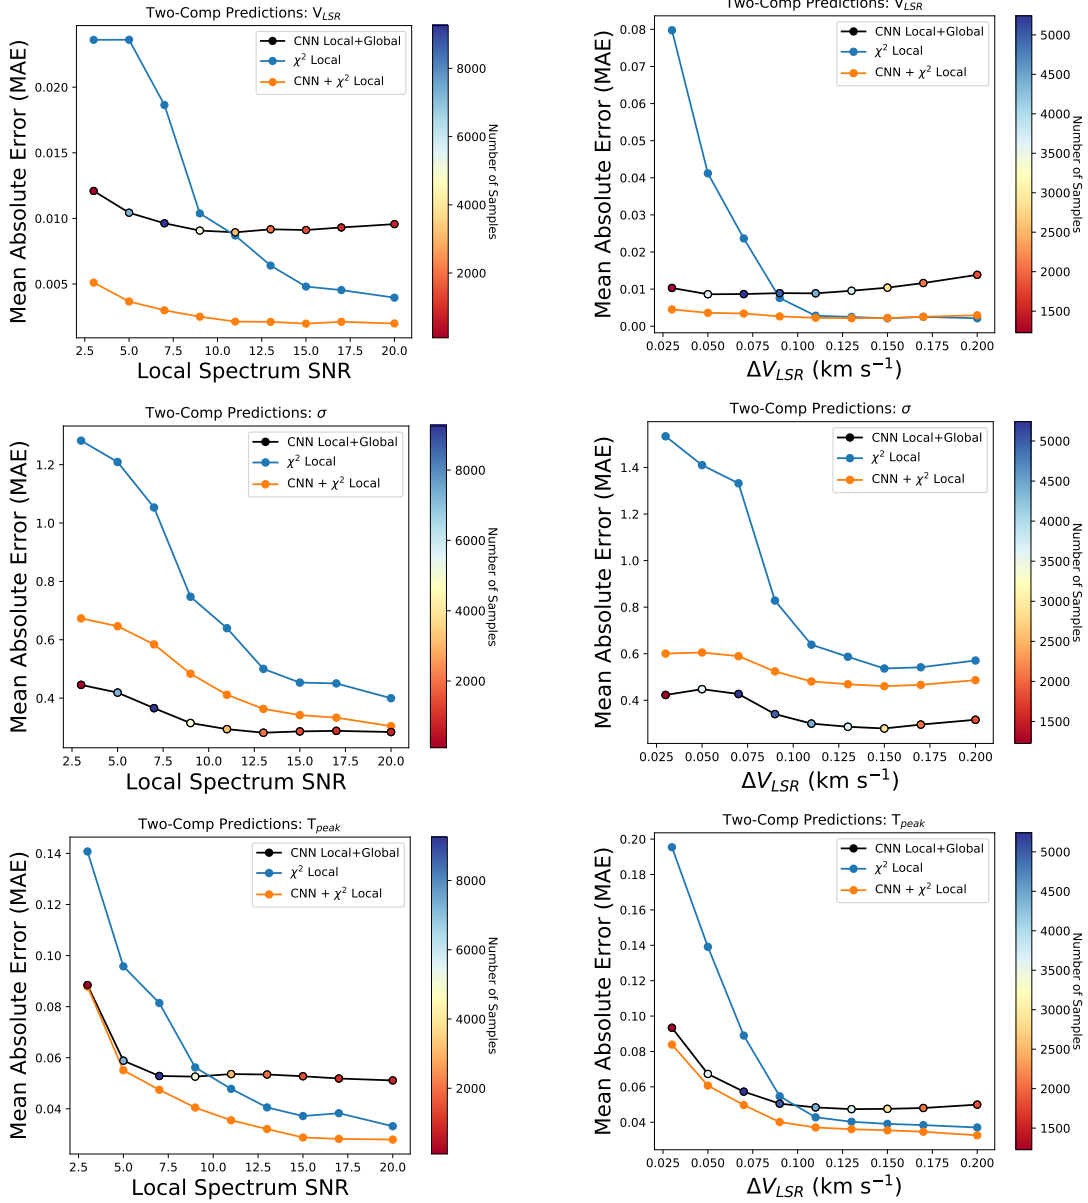 Two-Comp Predictions: V_LSR
CNN Local+Global
χ² Local
CNN + χ² Local
Mean Absolute Error (MAE)
0.020
0.015
0.010
0.005
2.5 5.0 7.5 10.0 12.5 15.0 17.5 20.0
Local Spectrum SNR
8000
6000
4000
2000
Number of Samples
Two-Comp Predictions: V_LSR
CNN Local+Global
χ² Local
CNN + χ² Local
Mean Absolute Error (MAE)
0.08
0.07
0.06
0.05
0.04
0.03
0.02
0.01
0.00
0.025 0.050 0.075 0.100 0.125 0.150 0.175 0.200
ΔV_LSR (km s⁻¹)
5000
4500
4000
3500
3000
2500
2000
1500
Number of Samples
Two-Comp Predictions: σ
CNN Local+Global
χ² Local
CNN + χ² Local
Mean Absolute Error (MAE)
1.2
1.0
0.8
0.6
0.4
2.5 5.0 7.5 10.0 12.5 15.0 17.5 20.0
Local Spectrum SNR
8000
6000
4000
2000
Number of Samples
Two-Comp Predictions: σ
CNN Local+Global
χ² Local
CNN + χ² Local
Mean Absolute Error (MAE)
1.4
1.2
1.0
0.8
0.6
0.4
0.025 0.050 0.075 0.100 0.125 0.150 0.175 0.200
ΔV_LSR (km s⁻¹)
5000
4500
4000
3500
3000
2500
2000
1500
Number of Samples
Two-Comp Predictions: T_peak
CNN Local+Global
χ² Local
CNN + χ² Local
Mean Absolute Error (MAE)
0.14
0.12
0.10
0.08
0.06
0.04
2.5 5.0 7.5 10.0 12.5 15.0 17.5 20.0
Local Spectrum SNR
8000
6000
4000
2000
Number of Samples
Two-Comp Predictions: T_peak
CNN Local+Global
χ² Local
CNN + χ² Local
Mean Absolute Error (MAE)
0.20
0.18
0.16
0.14
0.12
0.10
0.08
0.06
0.04
0.025 0.050 0.075 0.100 0.125 0.150 0.175 0.200
ΔV_LSR (km s⁻¹)
5000
4500
4000
3500
3000
2500
2000
1500
Number of Samples